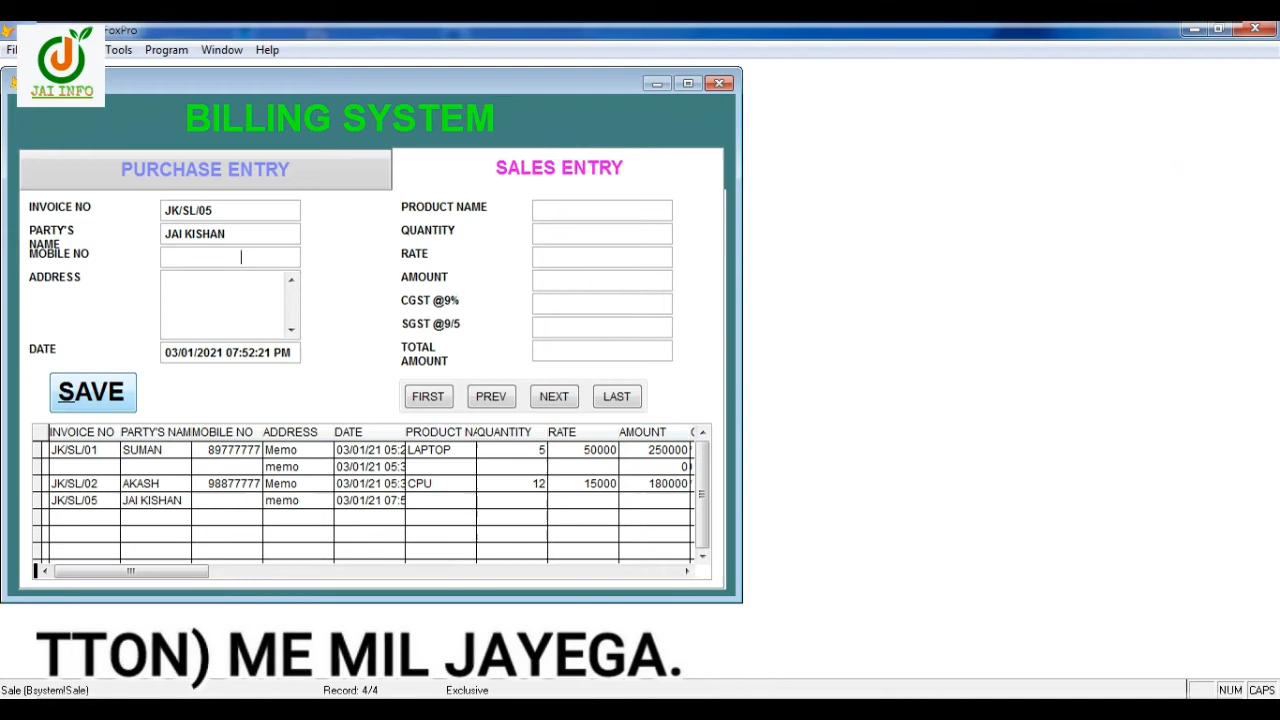 FoxPro
JAI INFO
Tools Program Window Help
BILLING SYSTEM
PURCHASE ENTRY
SALES ENTRY
INVOICE NO JK/SL/05
PARTY'S NAME JAI KISHAN
MOBILE NO
ADDRESS
DATE 03/01/2021 07:52:21 PM
PRODUCT NAME
QUANTITY
RATE
AMOUNT
CGST @9%
SGST @9/5
TOTAL AMOUNT
SAVE
FIRST PREV NEXT LAST
INVOICE NO PARTY'S NAM MOBILE NO ADDRESS DATE PRODUCT NA QUANTITY RATE AMOUNT
JK/SL/01 SUMAN 89777777 Memo 03/01/21 05:2 LAPTOP 5 50000 250000
memo 03/01/21 05:3 0
JK/SL/02 AKASH 98877777 Memo 03/01/21 05:3 CPU 12 15000 180000
JK/SL/05 JAI KISHAN memo 03/01/21 07:5
TTON) ME MIL JAYEGA.
Sale (Bsystem!Sale) Record: 4/4 Exclusive NUM CAPS